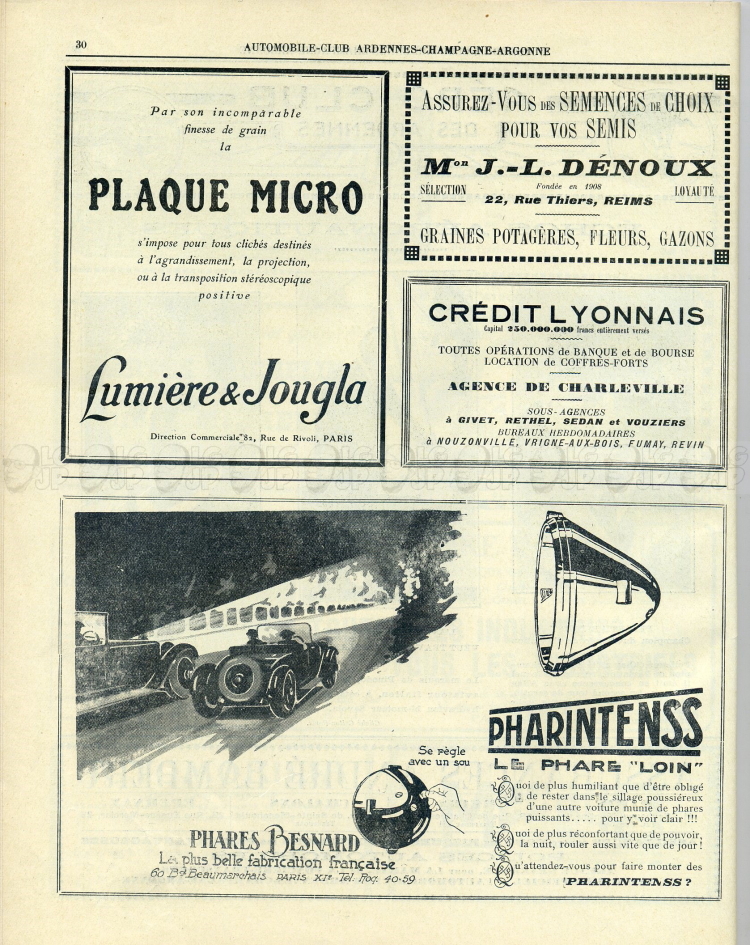 30
AUTOMOBILE-CLUB ARDENNES-CHAMPAGNE-ARGONNE
Par son incomparable
finesse de grain
la
PLAQUE MICRO
s'impose pour tous clichés destinés
à l'agrandissement, la projection,
ou à la transposition stéréoscopique
positive
Lumière & Jougla
Direction Commerciale 82, Rue de Rivoli, PARIS
ASSUREZ-VOUS DES SEMENCES DE CHOIX
POUR VOS SEMIS
Mon J.-L. DÉNOUX
SÉLECTION
Fondée en 1908
LOYAUTÉ
22, Rue Thiers, REIMS
GRAINES POTAGÈRES, FLEURS, GAZONS
CRÉDIT LYONNAIS
Capital 250.000.000 francs entièrement versés
TOUTES OPÉRATIONS de BANQUE et de BOURSE
LOCATION de COFFRES-FORTS
AGENCE DE CHARLEVILLE
SOUS-AGENCES
à GIVET, RETHEL, SEDAN et VOUZIERS
BUREAUX HEBDOMADAIRES
à NOUZONVILLE, VRIGNE-AUX-BOIS, FUMAY, REVIN
PHARINTENSS
LE PHARE "LOIN"
Quoi de plus humiliant que d'être obligé
de rester dans le sillage poussiéreux
d'une autre voiture munie de phares
puissants..... pour y voir clair !!!
Quoi de plus réconfortant que de pouvoir,
la nuit, rouler aussi vite que de jour !
Qu'attendez-vous pour faire monter des
PHARINTENSS ?
Se règle
avec un sou
PHARES BESNARD
La plus belle fabrication française
60 Bd Beaumarchais PARIS XIe Tel. Roq. 40-59